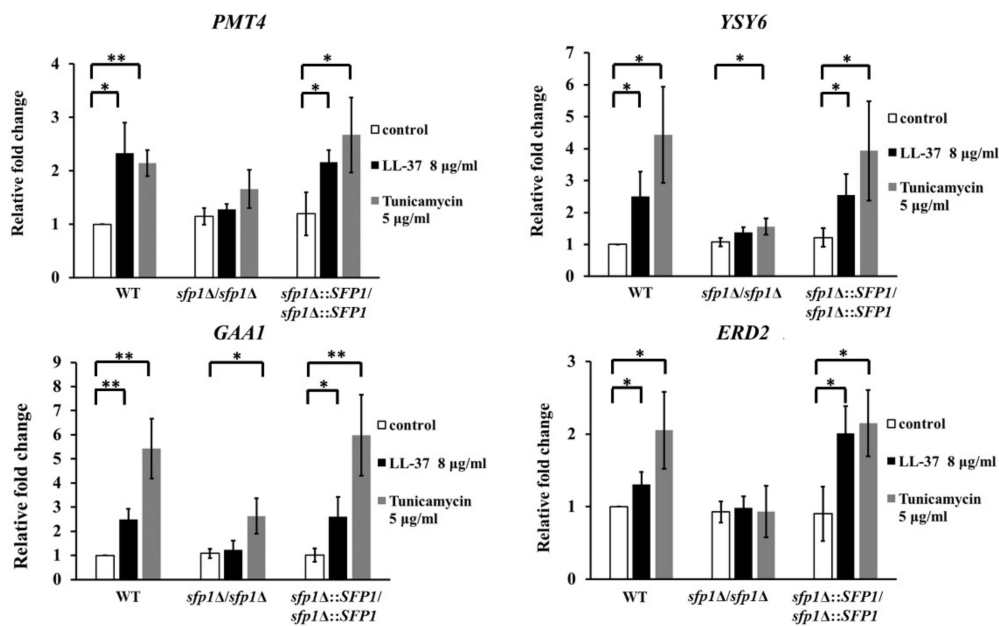 PMT4
Relative fold change
4
3
2
1
0
**
*
*
*
control
LL-37 8 μg/ml
Tunicamycin
5 μg/ml
WT
sfp1Δ/sfp1Δ
sfp1Δ::SFP1/
sfp1Δ::SFP1
YSY6
Relative fold change
7
6
5
4
3
2
1
0
*
*
*
*
*
control
LL-37 8 μg/ml
Tunicamycin
5 μg/ml
WT
sfp1Δ/sfp1Δ
sfp1Δ::SFP1/
sfp1Δ::SFP1
GAA1
Relative fold change
9
8
7
6
5
4
3
2
1
0
**
**
*
**
*
control
LL-37 8 μg/ml
Tunicamycin
5 μg/ml
WT
sfp1Δ/sfp1Δ
sfp1Δ::SFP1/
sfp1Δ::SFP1
ERD2
Relative fold change
3
2
1
0
*
*
*
*
control
LL-37 8 μg/ml
Tunicamycin
5 μg/ml
WT
sfp1Δ/sfp1Δ
sfp1Δ::SFP1/
sfp1Δ::SFP1